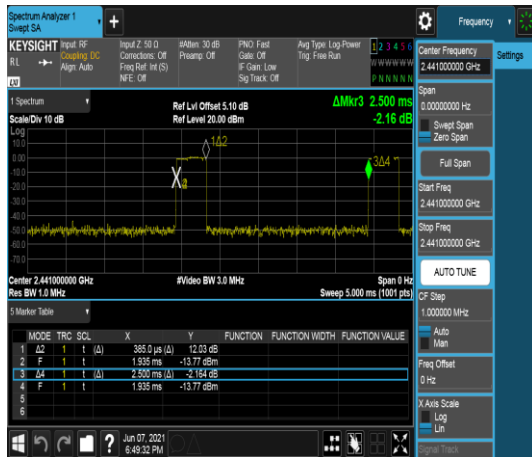 Spectrum Analyzer 1
Swept SA
Frequency
KEYSIGHT
RL
LXI
Input: RF
Coupling: DC
Align: Auto
Input Z: 50 Ω
Corrections: Off
Freq Ref: Int (S)
NFE: Off
#Atten: 30 dB
Preamp: Off
PNO: Fast
Gate: Off
IF Gain: Low
Sig Track: Off
Avg Type: Log-Power
Trig: Free Run
1 2 3 4 5 6
W W W W W W
P N N N N N
Center Frequency
2.441000000 GHz
Settings
Span
0.00000000 Hz
Swept Span
Zero Span
Full Span
Start Freq
2.441000000 GHz
Stop Freq
2.441000000 GHz
AUTO TUNE
CF Step
1.000000 MHz
Auto
Man
Freq Offset
0 Hz
X Axis Scale
Log
Lin
Signal Track
1 Spectrum
Scale/Div 10 dB
Ref Lvl Offset 5.10 dB
Ref Level 20.00 dBm
ΔMkr3 2.500 ms
-2.16 dB
Log
10.0
0.00
-10.0
-20.0
-30.0
-40.0
-50.0
-60.0
-70.0
1Δ2
3Δ4
Center 2.441000000 GHz
Res BW 1.0 MHz
#Video BW 3.0 MHz
Span 0 Hz
Sweep 5.000 ms (1001 pts)
5 Marker Table
MODE TRC SCL X Y FUNCTION FUNCTION WIDTH FUNCTION VALUE
1 Δ2 1 t (Δ) 385.0 µs (Δ) 12.03 dB
2 F 1 t 1.935 ms -13.77 dBm
3 Δ4 1 t (Δ) 2.500 ms (Δ) -2.164 dB
4 F 1 t 1.935 ms -13.77 dBm
5
6
?
Jun 07, 2021
6:49:32 PM